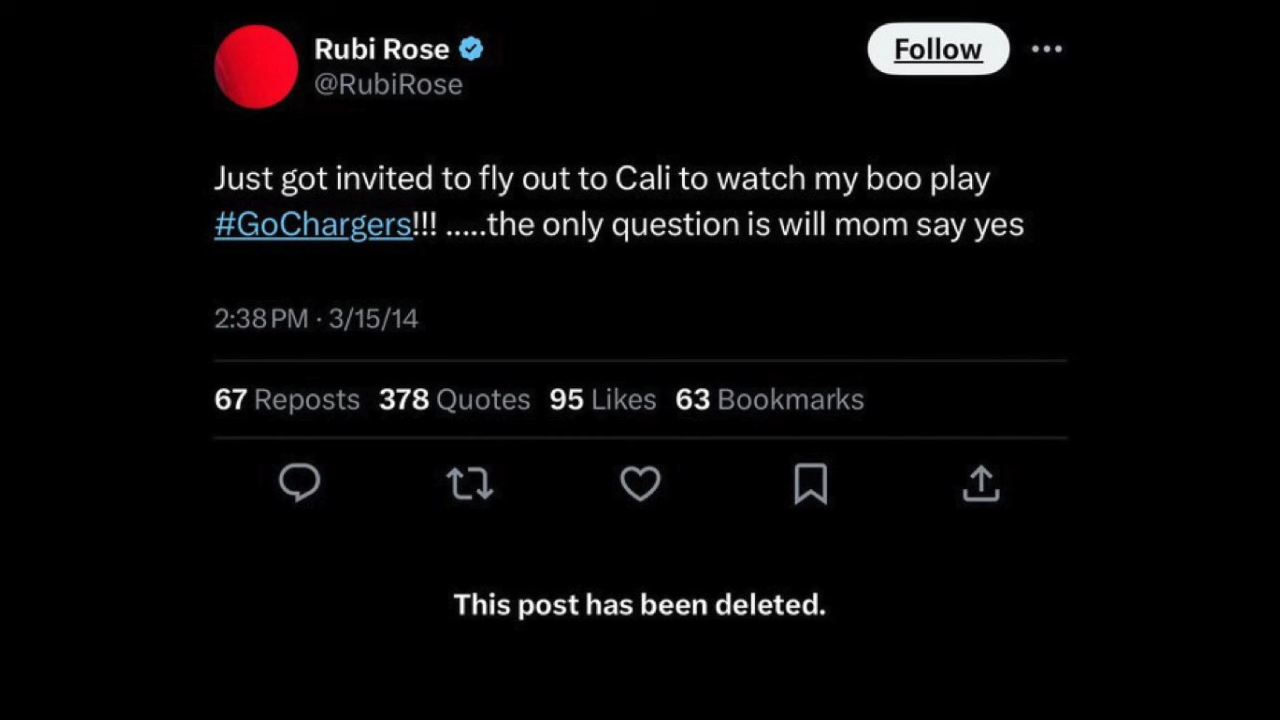 Rubi Rose
Follow
@RubiRose
Just got invited to fly out to Cali to watch my boo play
#GoChargers!!! .....the only question is will mom say yes
2:38 PM · 3/15/14
67 Reposts 378 Quotes 95 Likes 63 Bookmarks
This post has been deleted.